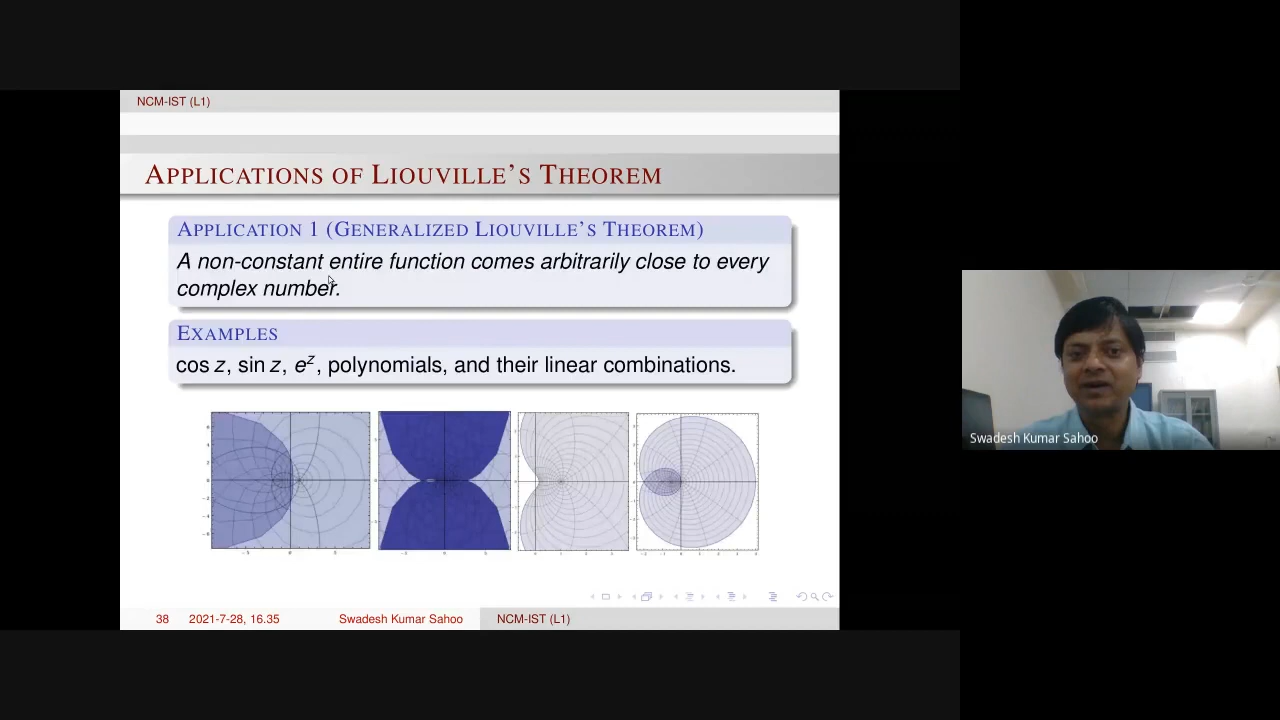 NCM-IST (L1)
APPLICATIONS OF LIOUVILLE'S THEOREM
APPLICATION 1 (GENERALIZED LIOUVILLE'S THEOREM)
A non-constant entire function comes arbitrarily close to every
complex number.
EXAMPLES
cos z, sin z, e^z, polynomials, and their linear combinations.
38 2021-7-28, 16.35 Swadesh Kumar Sahoo NCM-IST (L1)
Swadesh Kumar Sahoo